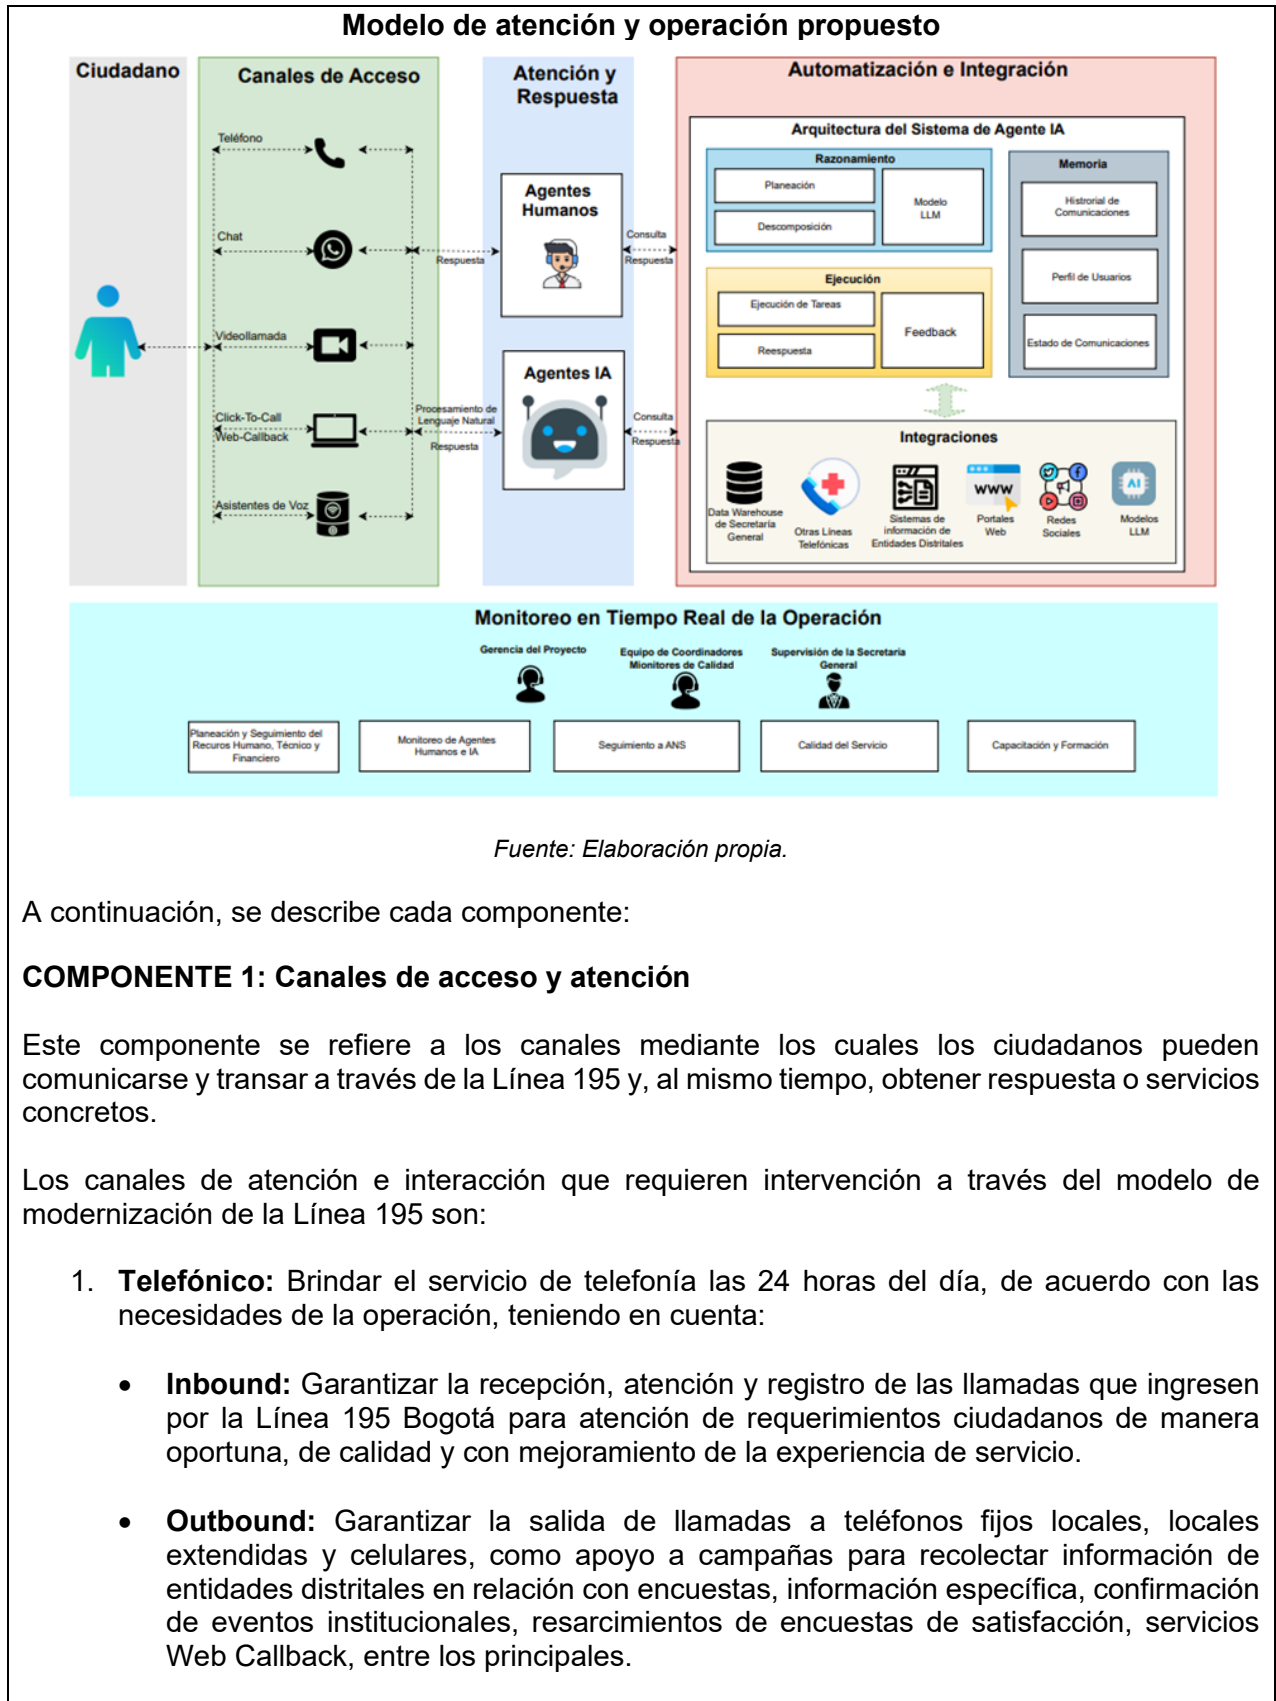 Modelo de atención y operación propuesto
Ciudadano
Canales de Acceso
Atención y
Respuesta
Automatización e Integración
Teléfono
Chat
Videollamada
Click-To-Call
Web-Callback
Asistentes de Voz
Respuesta
Procesamiento de
Lenguaje Natural
Respuesta
Agentes
Humanos
Agentes IA
Consulta
Respuesta
Consulta
Respuesta
Arquitectura del Sistema de Agente IA
Razonamiento
Planeación
Descomposición
Modelo
LLM
Memoria
Histrorial de
Comunicaciones
Perfil de Usuarios
Estado de Comunicaciones
Ejecución
Ejecución de Tareas
Reespuesta
Feedback
Integraciones
Data Warehouse
de Secretaría
General
Otras Líneas
Telefónicas
Sistemas de
información de
Entidades Distritales
WWW
Portales
Web
Redes
Sociales
AI
Modelos
LLM
Monitoreo en Tiempo Real de la Operación
Gerencia del Proyecto
Equipo de Coordinadores
Mionitores de Calidad
Supervisión de la Secretaria
General
Planeación y Seguimiento del
Recuros Humano, Técnico y
Financiero
Monitoreo de Agentes
Humanos e IA
Seguimiento a ANS
Calidad del Servicio
Capacitación y Formación
Fuente: Elaboración propia.
A continuación, se describe cada componente:
COMPONENTE 1: Canales de acceso y atención
Este componente se refiere a los canales mediante los cuales los ciudadanos pueden
comunicarse y transar a través de la Línea 195 y, al mismo tiempo, obtener respuesta o servicios
concretos.
Los canales de atención e interacción que requieren intervención a través del modelo de
modernización de la Línea 195 son:
1. Telefónico: Brindar el servicio de telefonía las 24 horas del día, de acuerdo con las
necesidades de la operación, teniendo en cuenta:
• Inbound: Garantizar la recepción, atención y registro de las llamadas que ingresen
por la Línea 195 Bogotá para atención de requerimientos ciudadanos de manera
oportuna, de calidad y con mejoramiento de la experiencia de servicio.
• Outbound: Garantizar la salida de llamadas a teléfonos fijos locales, locales
extendidas y celulares, como apoyo a campañas para recolectar información de
entidades distritales en relación con encuestas, información específica, confirmación
de eventos institucionales, resarcimientos de encuestas de satisfacción, servicios
Web Callback, entre los principales.